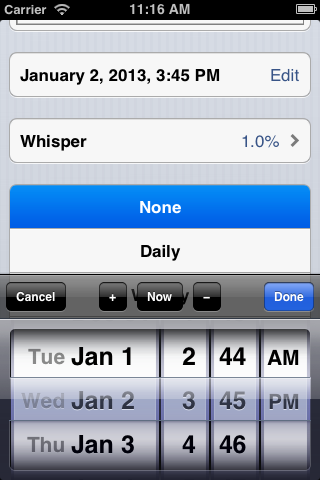 Carrier 11:16 AM
January 2, 2013, 3:45 PM Edit
Whisper 1.0%
None
Daily
Cancel + Now − Done
Tue Jan 1 2 44 AM
Wed Jan 2 3 45 PM
Thu Jan 3 4 46